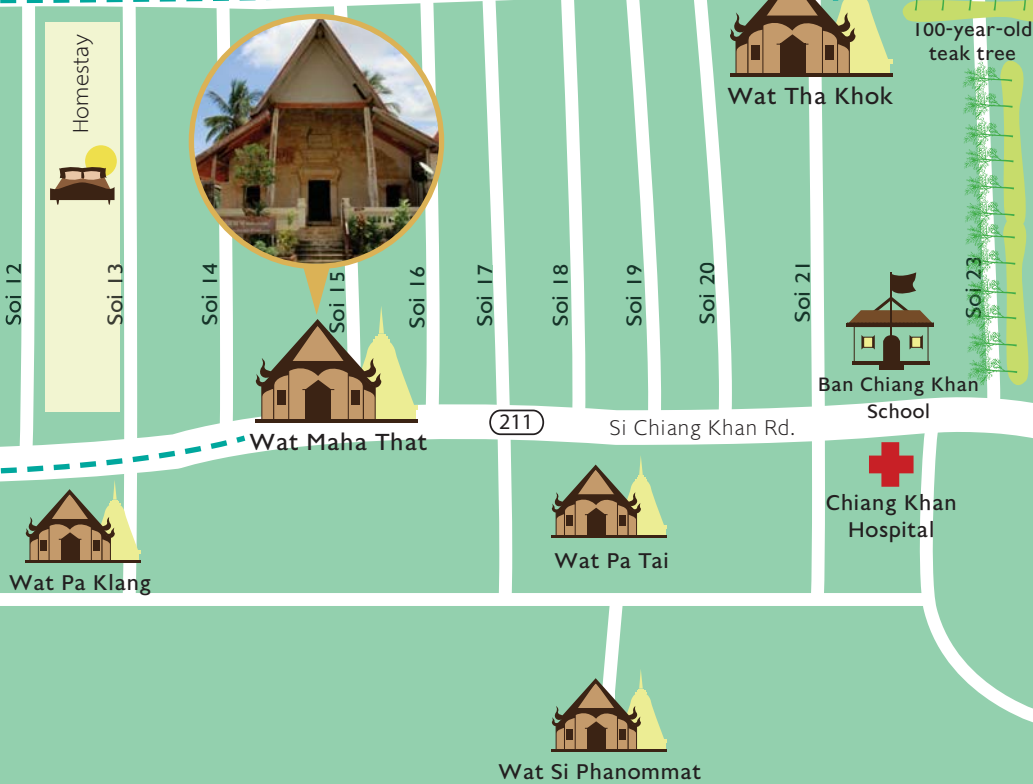 100-year-old
teak tree
Homestay
Wat Tha Khok
Soi 12
Soi 13
Soi 14
Soi 15
Soi 16
Soi 17
Soi 18
Soi 19
Soi 20
Soi 21
Soi 23
Ban Chiang Khan
School
211
Si Chiang Khan Rd.
Wat Maha That
Chiang Khan
Hospital
Wat Pa Tai
Wat Pa Klang
Wat Si Phanommat